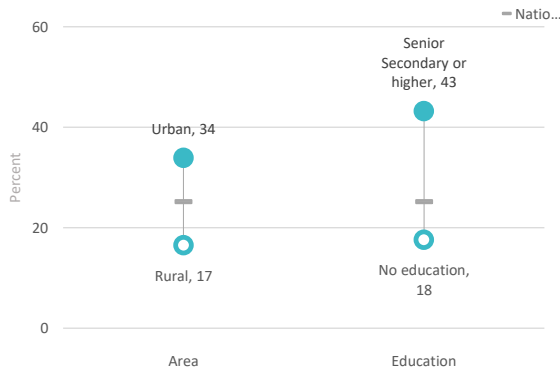 Natio...
60
40
20
0
Percent
Senior
Secondary or
higher, 43
Urban, 34
Rural, 17
No education,
18
Area
Education